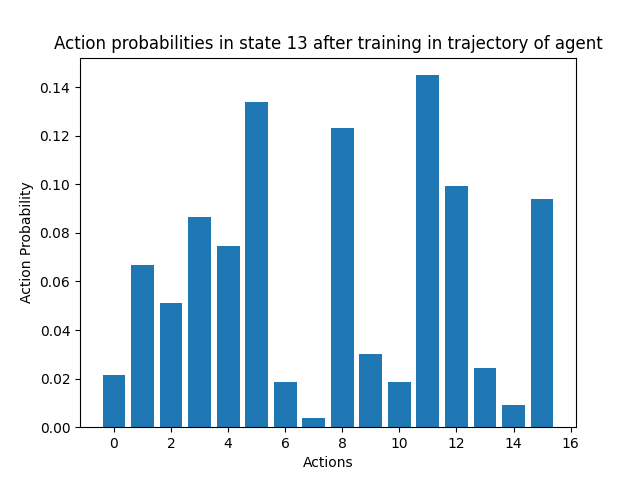 Action probabilities in state 13 after training in trajectory of agent
Action Probability
0.14
0.12
0.10
0.08
0.06
0.04
0.02
0.00
0 2 4 6 8 10 12 14 16
Actions